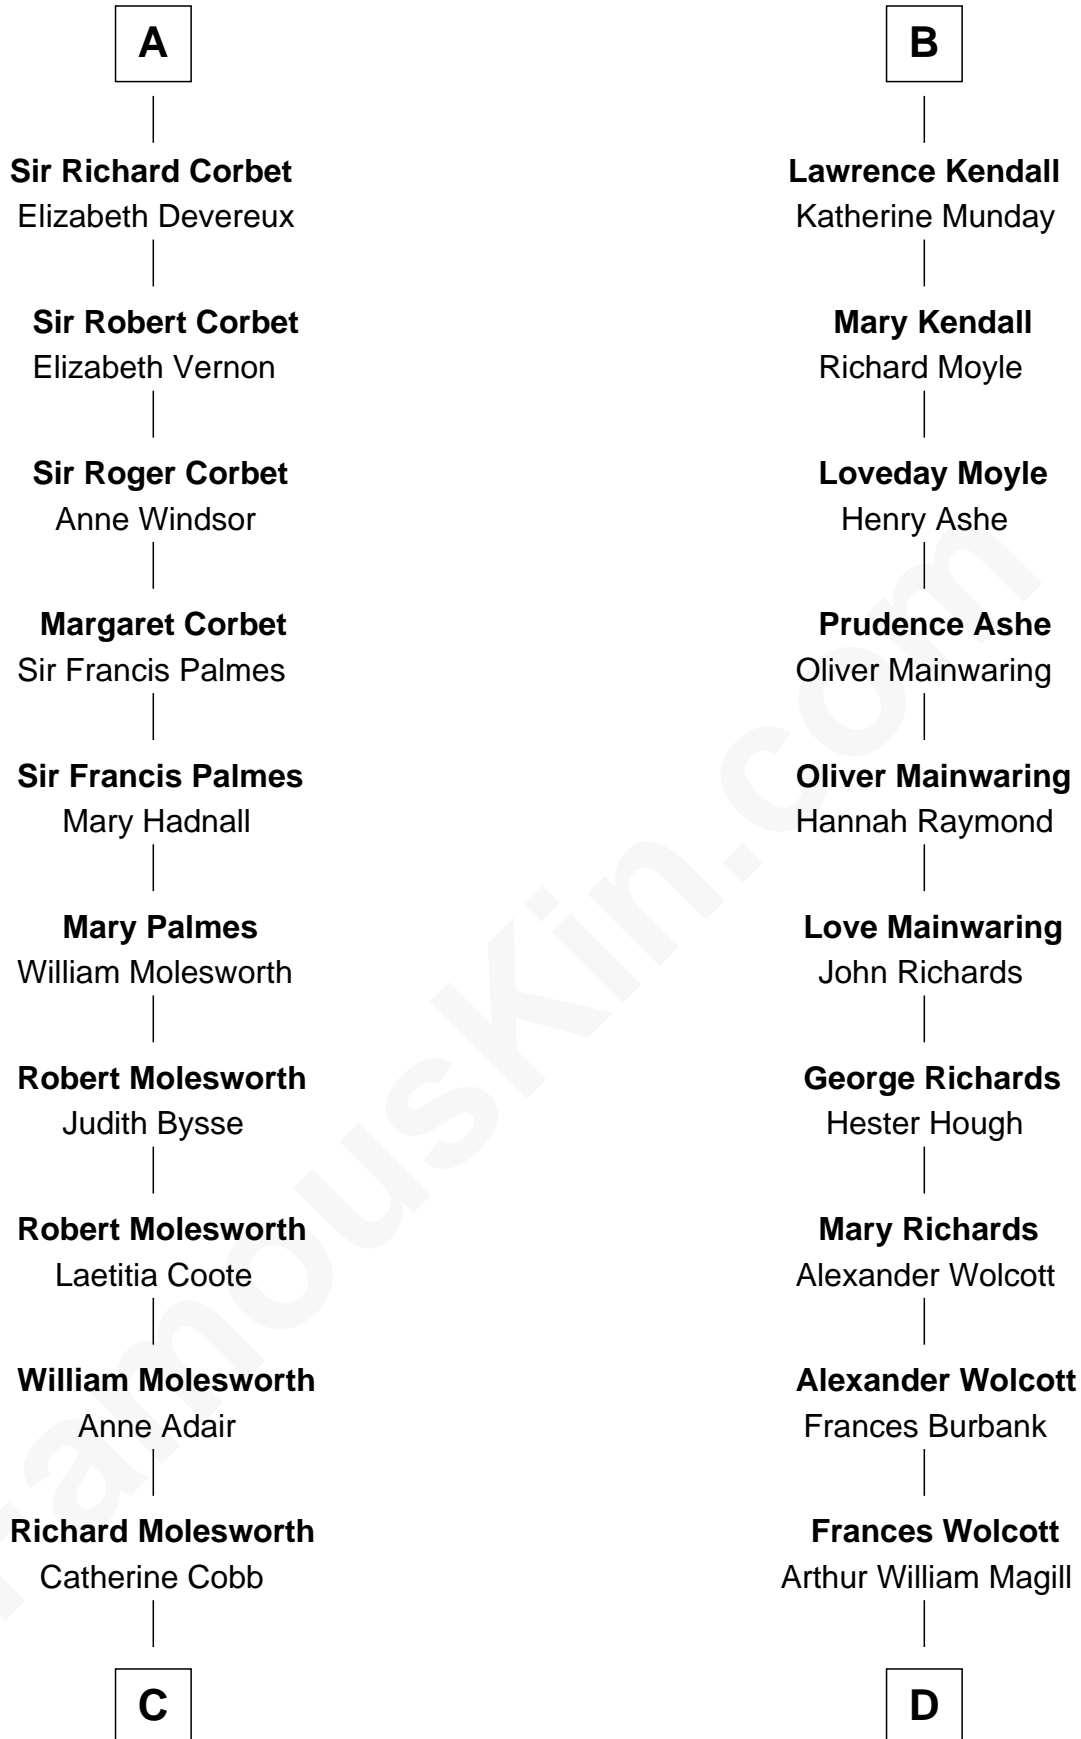 A
Sir Richard Corbet
Elizabeth Devereux
Sir Robert Corbet
Elizabeth Vernon
Sir Roger Corbet
Anne Windsor
Margaret Corbet
Sir Francis Palmes
Sir Francis Palmes
Mary Hadnall
Mary Palmes
William Molesworth
Robert Molesworth
Judith Bysse
Robert Molesworth
Laetitia Coote
William Molesworth
Anne Adair
Richard Molesworth
Catherine Cobb
C
B
Lawrence Kendall
Katherine Munday
Mary Kendall
Richard Moyle
Loveday Moyle
Henry Ashe
Prudence Ashe
Oliver Mainwaring
Oliver Mainwaring
Hannah Raymond
Love Mainwaring
John Richards
George Richards
Hester Hough
Mary Richards
Alexander Wolcott
Alexander Wolcott
Frances Burbank
Frances Wolcott
Arthur William Magill
D
FamousKin.com